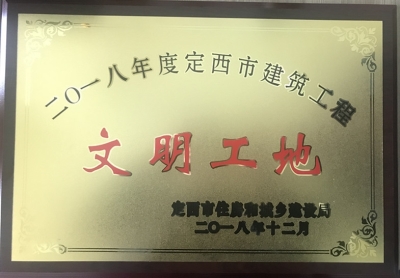 二〇一八年度定西市建筑工程
文明工地
定西市住房和城乡建设局
二〇一八年十二月